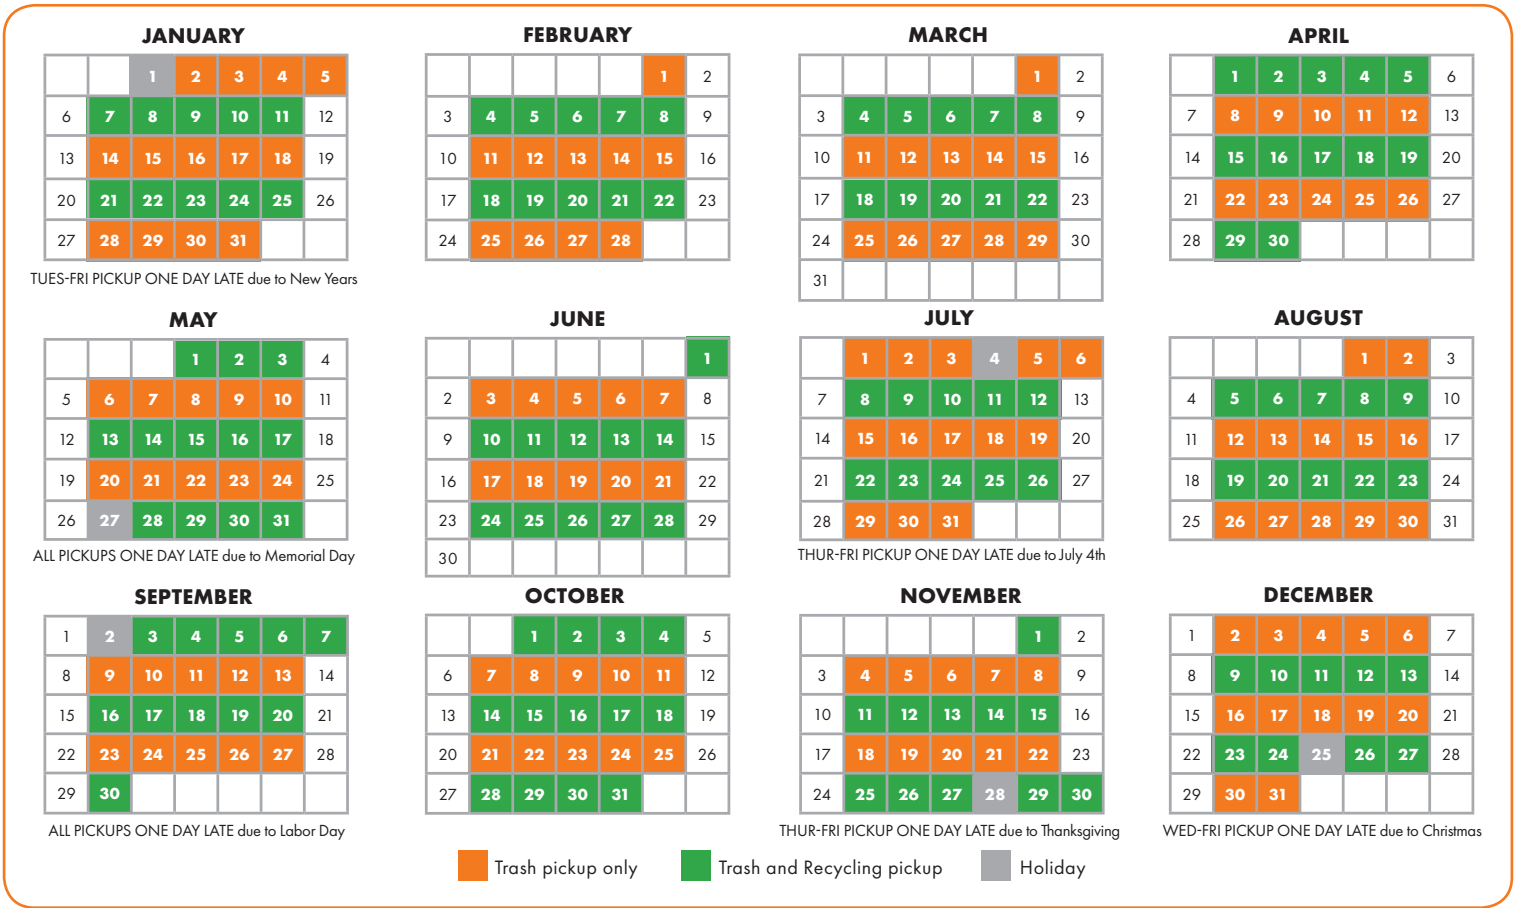 JANUARY
1 2 3 4 5
6 7 8 9 10 11 12
13 14 15 16 17 18 19
20 21 22 23 24 25 26
27 28 29 30 31
TUES-FRI PICKUP ONE DAY LATE due to New Years
FEBRUARY
1 2
3 4 5 6 7 8 9
10 11 12 13 14 15 16
17 18 19 20 21 22 23
24 25 26 27 28
MARCH
1 2
3 4 5 6 7 8 9
10 11 12 13 14 15 16
17 18 19 20 21 22 23
24 25 26 27 28 29 30
31
APRIL
1 2 3 4 5 6
7 8 9 10 11 12 13
14 15 16 17 18 19 20
21 22 23 24 25 26 27
28 29 30
MAY
1 2 3 4
5 6 7 8 9 10 11
12 13 14 15 16 17 18
19 20 21 22 23 24 25
26 27 28 29 30 31
ALL PICKUPS ONE DAY LATE due to Memorial Day
JUNE
1
2 3 4 5 6 7 8
9 10 11 12 13 14 15
16 17 18 19 20 21 22
23 24 25 26 27 28 29
30
JULY
1 2 3 4 5 6
7 8 9 10 11 12 13
14 15 16 17 18 19 20
21 22 23 24 25 26 27
28 29 30 31
THUR-FRI PICKUP ONE DAY LATE due to July 4th
AUGUST
1 2 3
4 5 6 7 8 9 10
11 12 13 14 15 16 17
18 19 20 21 22 23 24
25 26 27 28 29 30 31
SEPTEMBER
1 2 3 4 5 6 7
8 9 10 11 12 13 14
15 16 17 18 19 20 21
22 23 24 25 26 27 28
29 30
ALL PICKUPS ONE DAY LATE due to Labor Day
OCTOBER
1 2 3 4 5
6 7 8 9 10 11 12
13 14 15 16 17 18 19
20 21 22 23 24 25 26
27 28 29 30 31
NOVEMBER
1 2
3 4 5 6 7 8 9
10 11 12 13 14 15 16
17 18 19 20 21 22 23
24 25 26 27 28 29 30
THUR-FRI PICKUP ONE DAY LATE due to Thanksgiving
DECEMBER
1 2 3 4 5 6 7
8 9 10 11 12 13 14
15 16 17 18 19 20 21
22 23 24 25 26 27 28
29 30 31
WED-FRI PICKUP ONE DAY LATE due to Christmas
Trash pickup only
Trash and Recycling pickup
Holiday